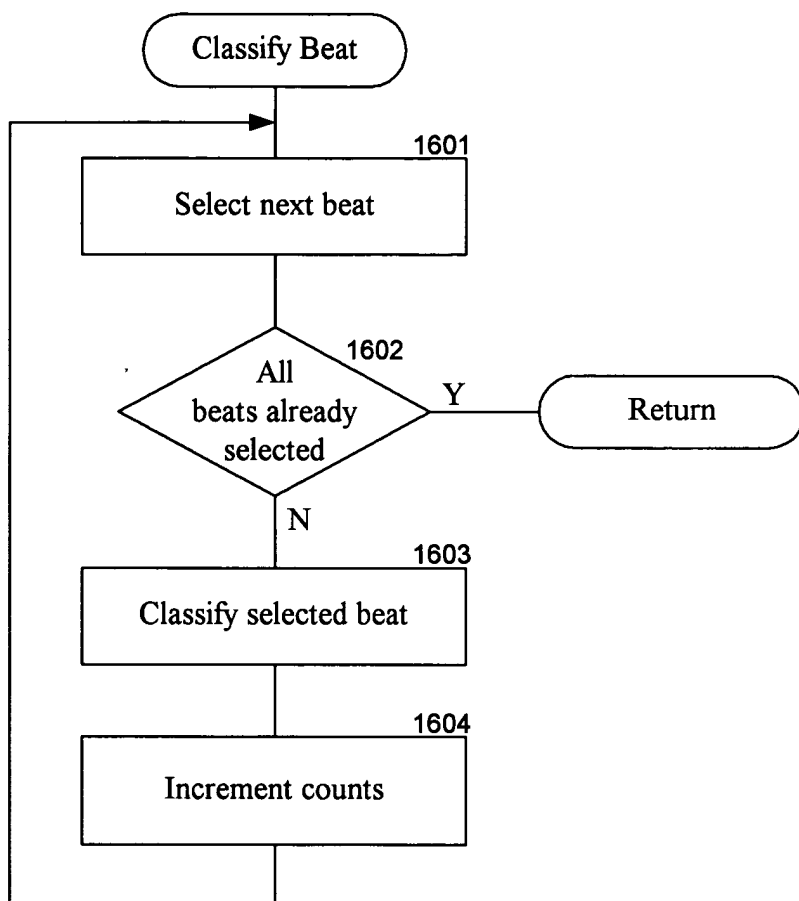 Classify Beat
1601
Select next beat
1602
All
beats already
selected
Y
Return
N
1603
Classify selected beat
1604
Increment counts